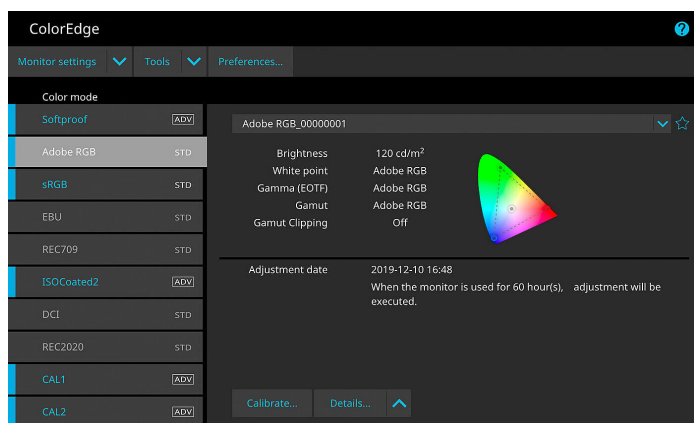 ColorEdge
?
Monitor settings Tools Preferences...
Color mode
Softproof ADV
Adobe RGB STD
sRGB STD
EBU STD
REC709 STD
ISOCoated2 ADV
DCI STD
REC2020 STD
CAL1 ADV
CAL2 ADV
Adobe RGB_00000001
Brightness 120 cd/m²
White point Adobe RGB
Gamma (EOTF) Adobe RGB
Gamut Adobe RGB
Gamut Clipping Off
Adjustment date 2019-12-10 16:48
When the monitor is used for 60 hour(s), adjustment will be
executed.
Calibrate... Details...